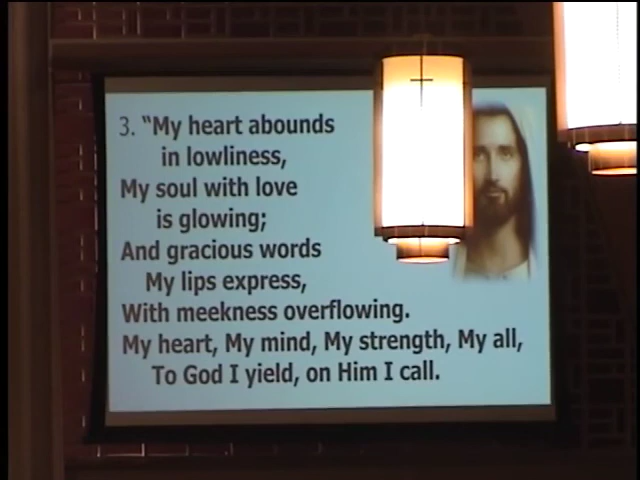 3. “My heart abounds
in lowliness,
My soul with love
is glowing;
And gracious words
My lips express,
With meekness overflowing.
My heart, My mind, My strength, My all,
To God I yield, on Him I call.